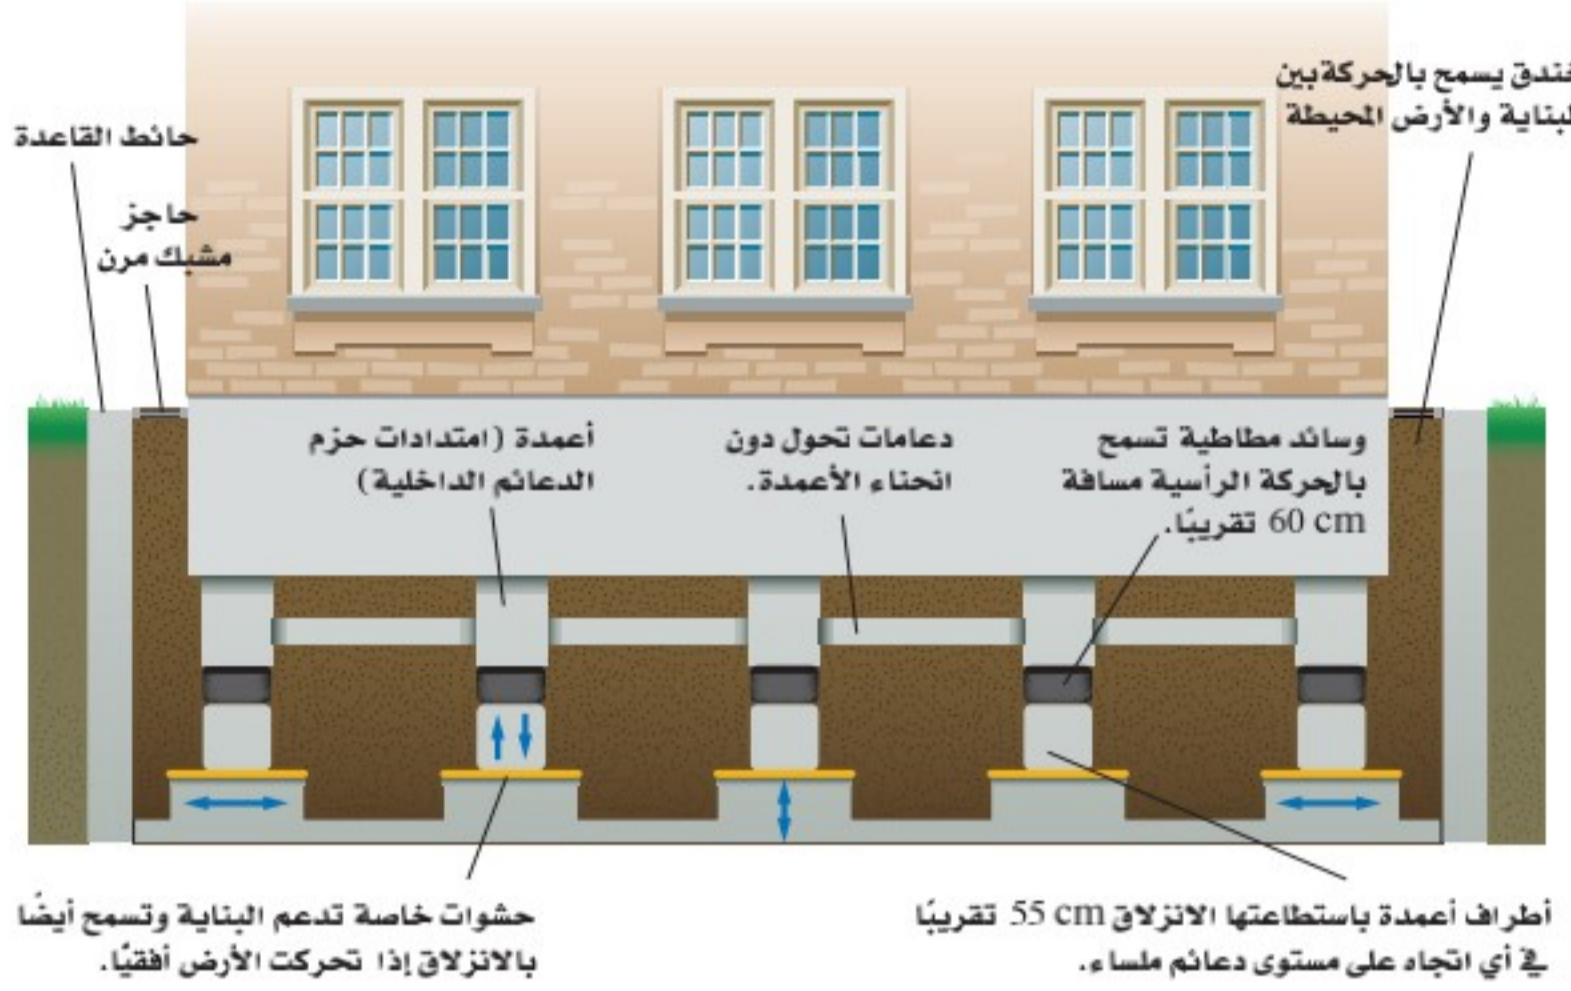 خندق يسمح بالحركة بين
البناية والأرض المحيطة
حائط القاعدة
حاجز
مشبك مرن
وسائد مطاطية تسمح
بالحركة الرأسية مسافة
60 cm تقريبًا.
دعامات تحول دون
انحناء الأعمدة.
أعمدة (امتدادات حزم
الدعائم الداخلية)
أطراف أعمدة باستطاعتها الانزلاق 55 cm تقريبًا
في أي اتجاه على مستوى دعائم ملساء.
حشوات خاصة تدعم البناية وتسمح أيضًا
بالانزلاق إذا تحركت الأرض أفقيًا.